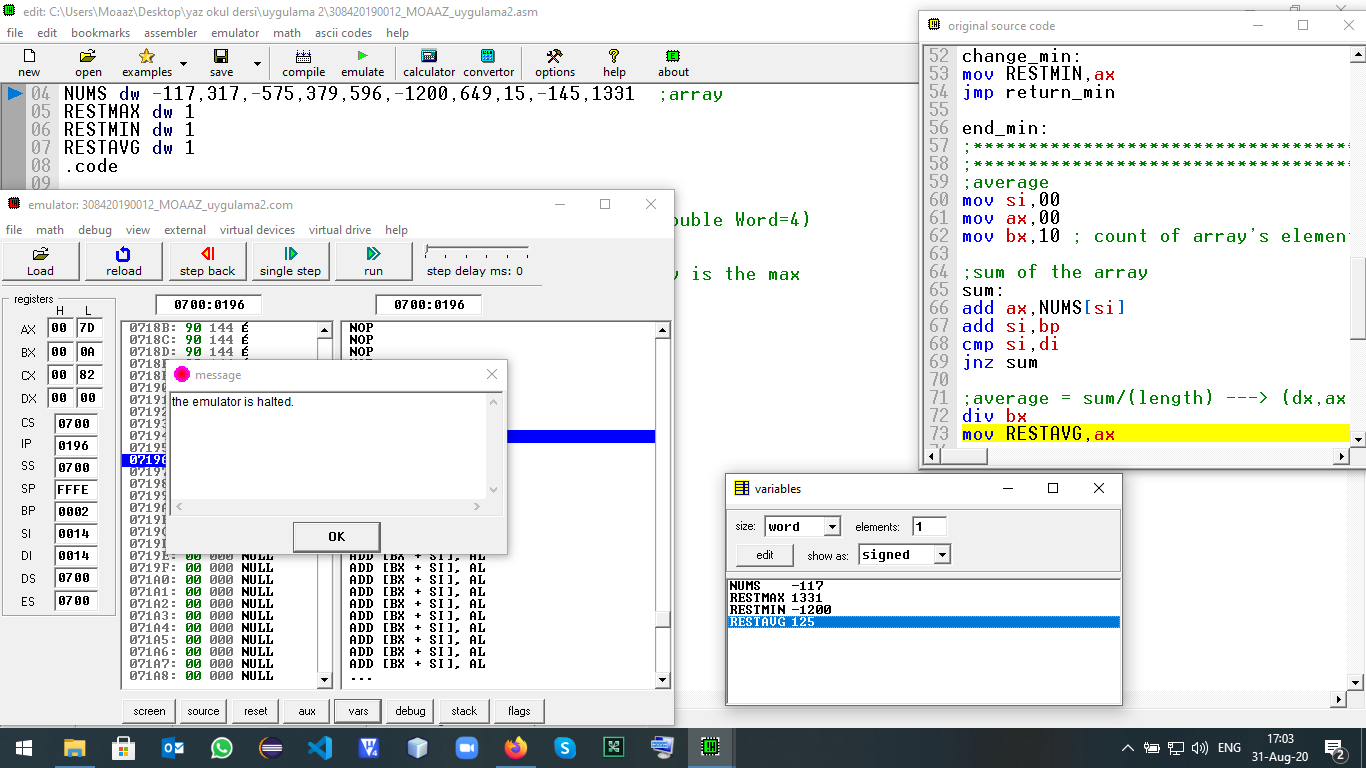 edit: C:\Users\Moaaz\Desktop\yaz okul dersi\uygulama 2\308420190012_MOAAZ_uygulama2.asm
file edit bookmarks assembler emulator math ascii codes help
new open examples save compile emulate calculator convertor options help about
04 NUMS dw -117,317,-575,379,596,-1200,649,15,-145,1331 ;array
05 RESTMAX dw 1
06 RESTMIN dw 1
07 RESTAVG dw 1
08 .code
09
ouble Word=4)
is the max
original source code
52 change_min:
53 mov RESTMIN,ax
54 jmp return_min
55
56 end_min:
57 ;***********************************
58 ;***********************************
59 ;average
60 mov si,00
61 mov ax,00
62 mov bx,10 ; count of array's elemen
63
64 ;sum of the array
65 sum:
66 add ax,NUMS[si]
67 add si,bp
68 cmp si,di
69 jnz sum
70
71 ;average = sum/(length) ---> (dx,ax
72 div bx
73 mov RESTAVG,ax
emulator: 308420190012_MOAAZ_uygulama2.com
file math debug view external virtual devices virtual drive help
Load reload step back single step run step delay ms: 0
registers
H L
AX 00 7D
BX 00 0A
CX 00 82
DX 00 00
CS 0700
IP 0196
SS 0700
SP FFFE
BP 0002
SI 0014
DI 0014
DS 0700
ES 0700
0700:0196 0700:0196
0718B: 90 144 É NOP
0718C: 90 144 É NOP
0718D: 90 144 É NOP
message
the emulator is halted.
OK
0719E: 00 000 NULL ADD [BX + SI], AL
0719F: 00 000 NULL ADD [BX + SI], AL
071A0: 00 000 NULL ADD [BX + SI], AL
071A1: 00 000 NULL ADD [BX + SI], AL
071A2: 00 000 NULL ADD [BX + SI], AL
071A3: 00 000 NULL ADD [BX + SI], AL
071A4: 00 000 NULL ADD [BX + SI], AL
071A5: 00 000 NULL ADD [BX + SI], AL
071A6: 00 000 NULL ADD [BX + SI], AL
071A7: 00 000 NULL ADD [BX + SI], AL
071A8: 00 000 NULL ...
screen source reset aux vars debug stack flags
variables
size: word elements: 1
edit show as: signed
NUMS -117
RESTMAX 1331
RESTMIN -1200
RESTAVG 125
ENG 17:03
31-Aug-20
2